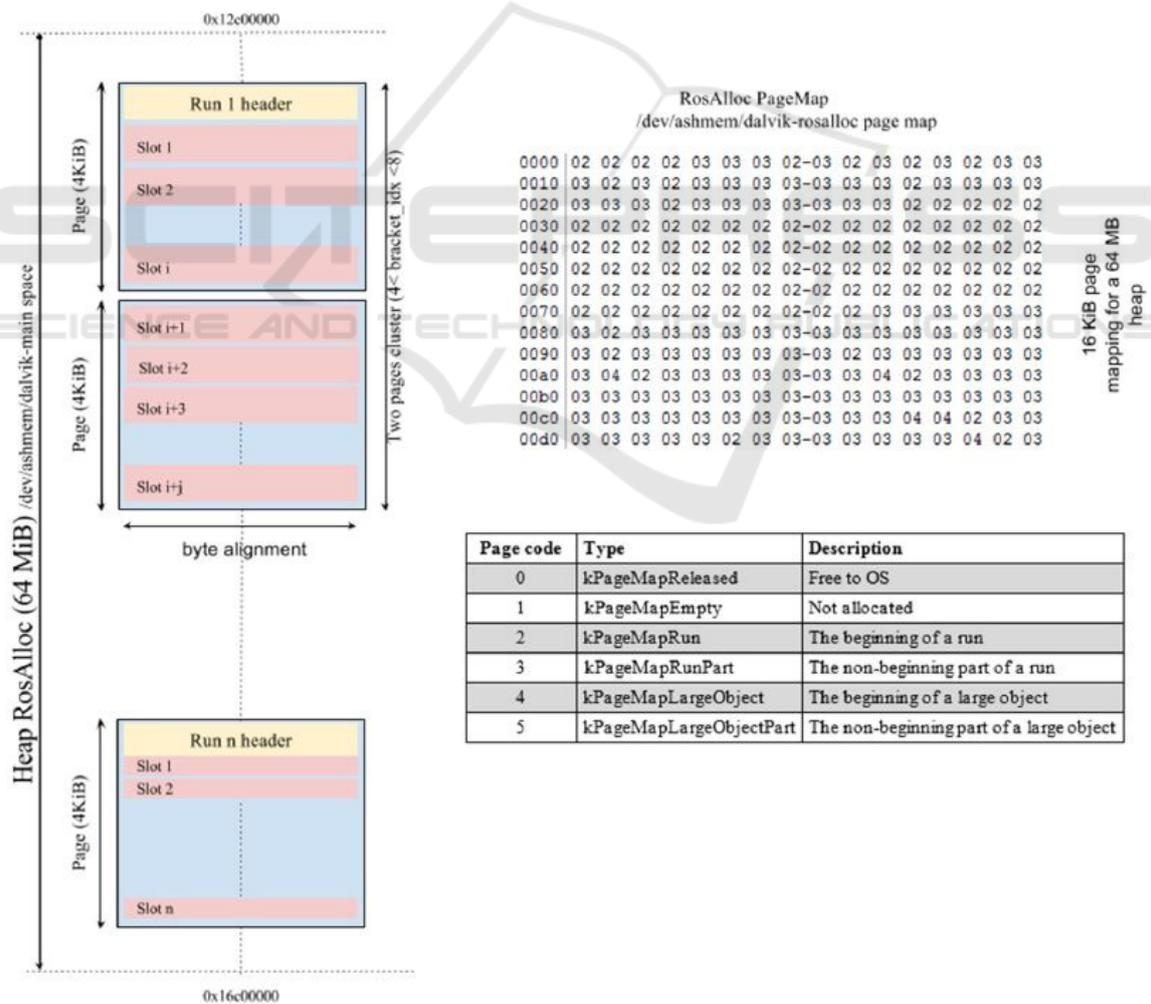 0x12c00000
Heap RosAlloc (64 MiB) /dev/ashmem/dalvik-main space
Page (4KiB)
Run 1 header
Slot 1
Slot 2
Slot i
Page (4KiB)
Slot i+1
Slot i+2
Slot i+3
Slot i+j
Two pages cluster (4< bracket_idx <8)
byte alignment
Page (4KiB)
Run n header
Slot 1
Slot 2
Slot n
0x16c00000
RosAlloc PageMap
/dev/ashmem/dalvik-rosalloc page map
0000 02 02 02 02 03 03 03 02-03 02 03 02 03 02 03 03
0010 03 02 03 02 03 03 03 03-03 03 03 02 03 03 03 03
0020 03 03 03 02 03 02 02 02-02 02 02 02 02 02 02 02
0030 02 02 02 02 02 02 02 02-02 02 02 02 02 02 02 02
0040 02 02 02 02 02 02 02 02-02 02 02 02 02 02 02 02
0050 02 02 02 02 02 02 02 02-02 02 02 02 02 02 02 02
0060 02 02 02 02 02 02 02 02-02 02 02 02 02 02 02 02
0070 02 02 02 02 02 02 02 02-02 03 03 03 03 03 03 03
0080 03 02 03 03 03 03 03 03-03 03 03 03 03 03 03 03
0090 03 02 03 03 03 03 03 03-03 02 03 03 03 03 03 03
00a0 03 04 02 03 03 03 03 03-03 03 04 02 03 03 03 03
00b0 03 03 03 03 03 03 03 03-03 03 03 03 03 03 03 03
00c0 03 03 03 03 03 03 03 03-03 03 03 04 04 02 03 03
00d0 03 03 03 03 03 02 03 03-03 03 03 03 03 04 02 03
16 KiB page
mapping for a 64 MB
heap
Page code Type Description
0 kPageMapReleased Free to OS
1 kPageMapEmpty Not allocated
2 kPageMapRun The beginning of a run
3 kPageMapRunPart The non-beginning part of a run
4 kPageMapLargeObject The beginning of a large object
5 kPageMapLargeObjectPart The non-beginning part of a large object
SCITEPRESS
SCIENCE AND TECHNOLOGY PUBLICATIONS